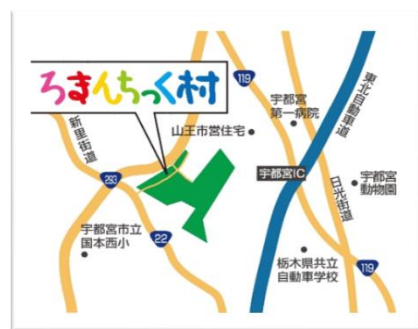 ろまんちっく村
119
東北自動車道
宇都宮
第一病院
新里街道
山王市営住宅
宇都宮IC
宇都宮
動物園
293
日光街道
宇都宮市立
国本西小
22
栃木県共立
自動車学校
119